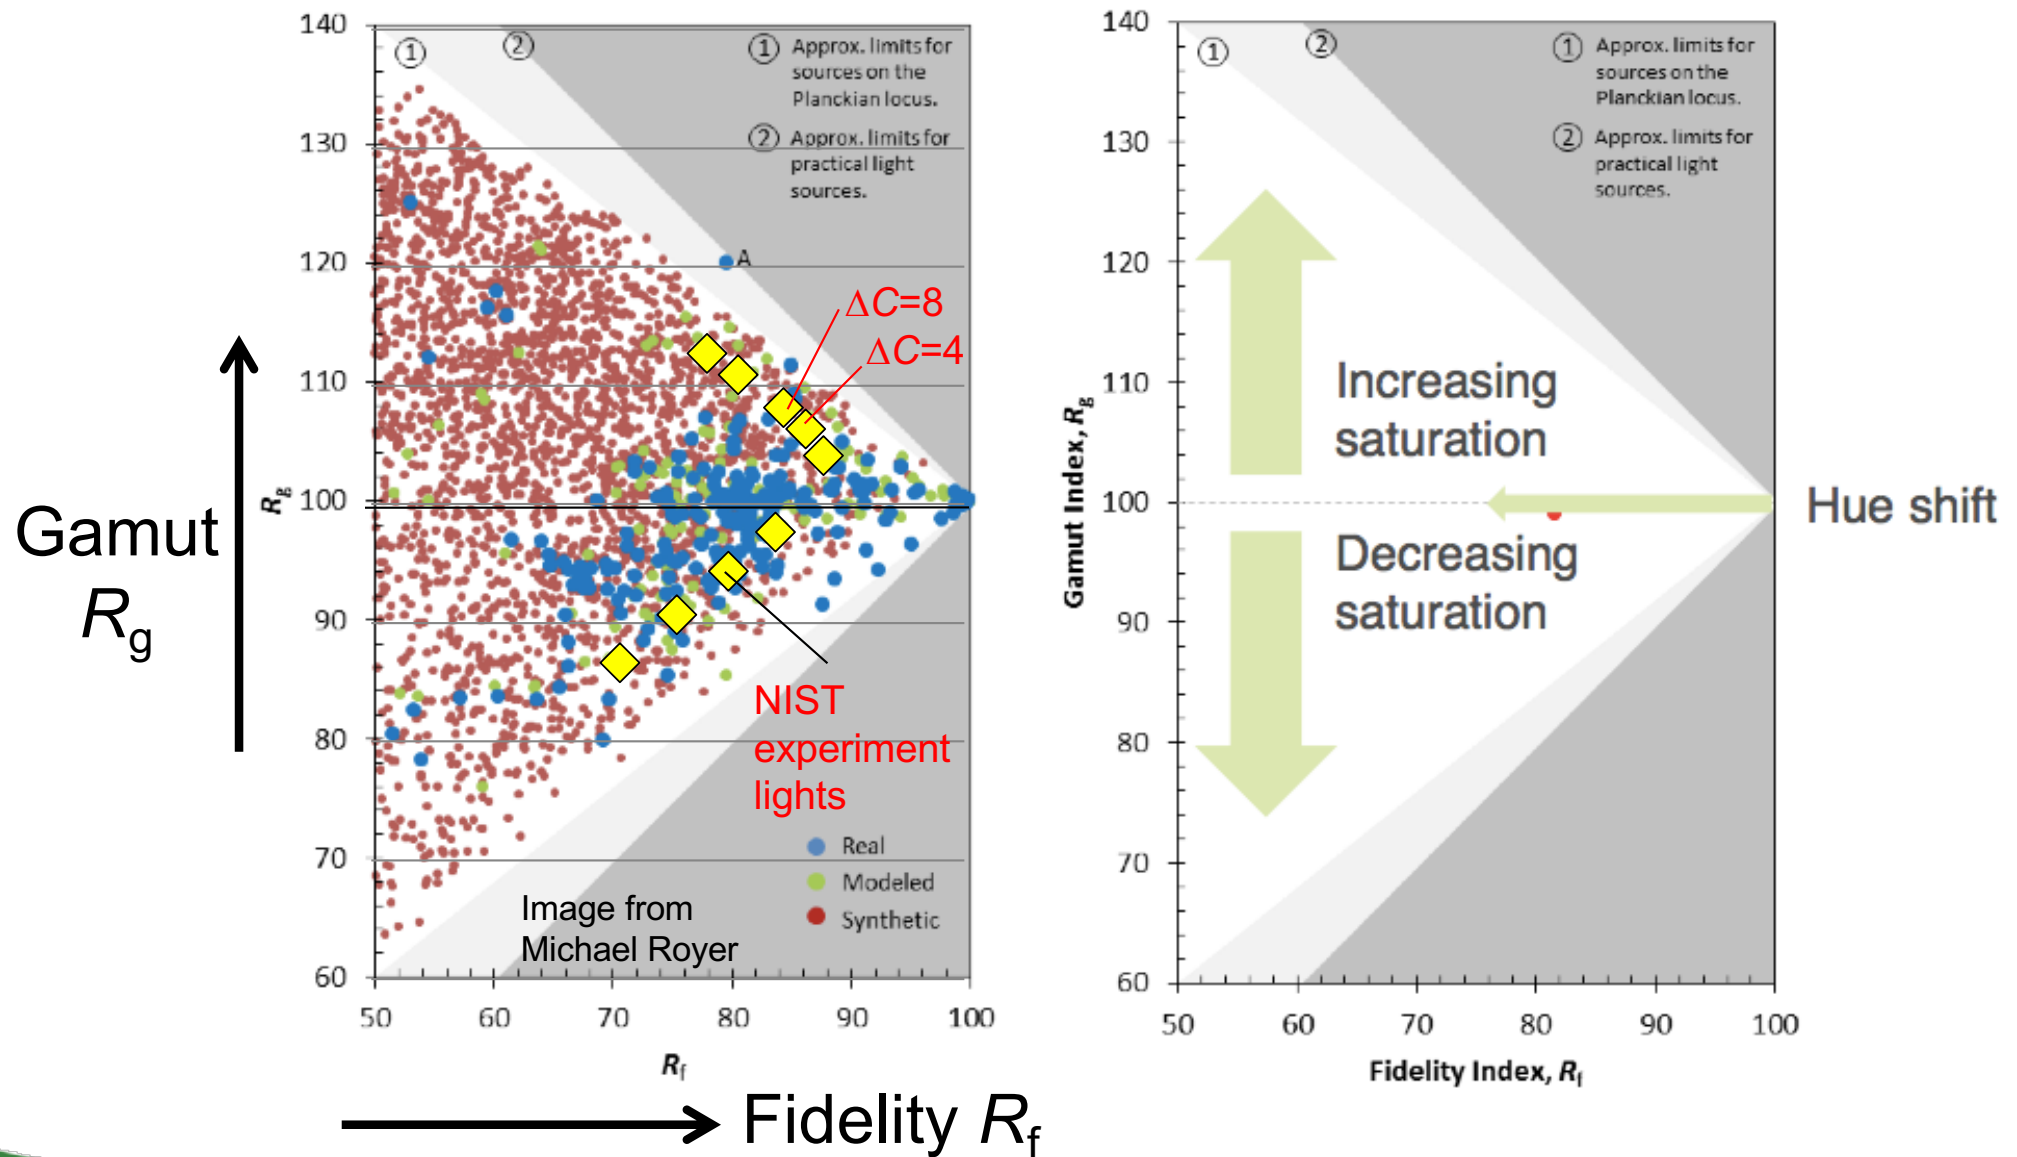 140
130
120
110
100
90
80
70
60
50
60
70
80
90
100
Rg
Rf
①
②
① Approx. limits for
sources on the
Planckian locus.
② Approx. limits for
practical light
sources.
A
ΔC=8
ΔC=4
NIST
experiment
lights
Real
Modeled
Synthetic
Image from
Michael Royer
Gamut
Rg
Fidelity Rf
140
130
120
110
100
90
80
70
60
50
60
70
80
90
100
Gamut Index, Rg
Fidelity Index, Rf
①
②
① Approx. limits for
sources on the
Planckian locus.
② Approx. limits for
practical light
sources.
Increasing
saturation
Hue shift
Decreasing
saturation